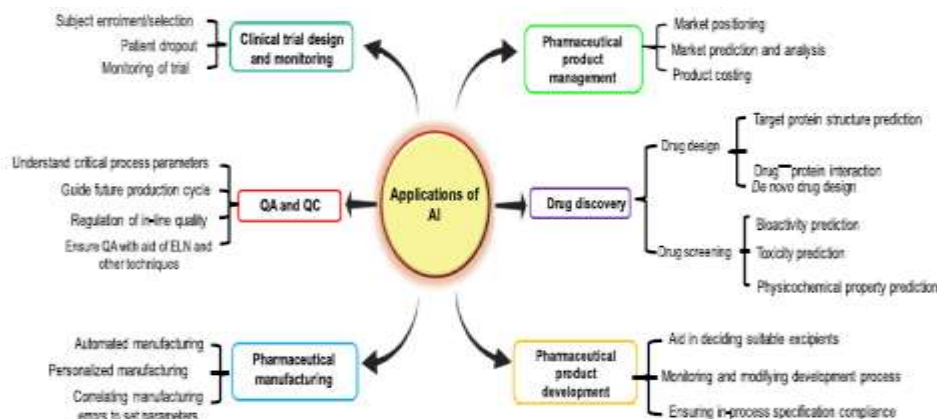 Subject enrolment/selection
Patient dropout
Monitoring of trial
Clinical trial design
and monitoring
Pharmaceutical
product
management
Market positioning
Market prediction and analysis
Product costing
Understand critical process parameters
Guide future production cycle
Regulation of in-line quality
Ensure QA with aid of ELN and
other techniques
QA and QC
Applications of
AI
Drug discovery
Drug design
Target protein structure prediction
Drug—protein interaction
De novo drug design
Drug screening
Bioactivity prediction
Toxicity prediction
Physicochemical property prediction
Automated manufacturing
Personalized manufacturing
Correlating manufacturing
errors to set parameters
Pharmaceutical
manufacturing
Pharmaceutical
product
development
Aid in deciding suitable excipients
Monitoring and modifying development process
Ensuring in-process specification compliance